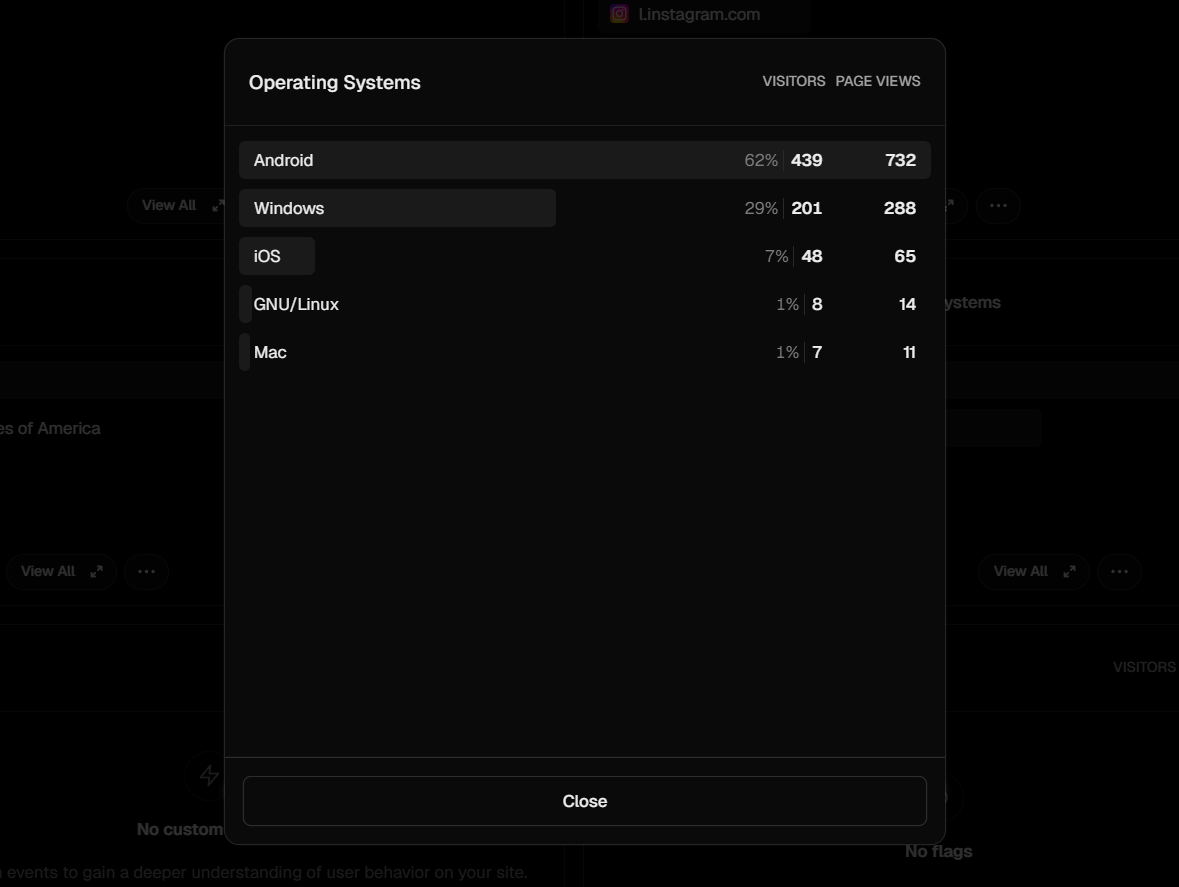 l.instagram.com
Operating Systems VISITORS PAGE VIEWS
Android 62% 439 732
View All
Windows 29% 201 288
iOS 7% 48 65
GNU/Linux 1% 8 14
ystems
Mac 1% 7 11
es of America
View All
View All
VISITORS
Close
No custom
No flags
events to gain a deeper understanding of user behavior on your site.